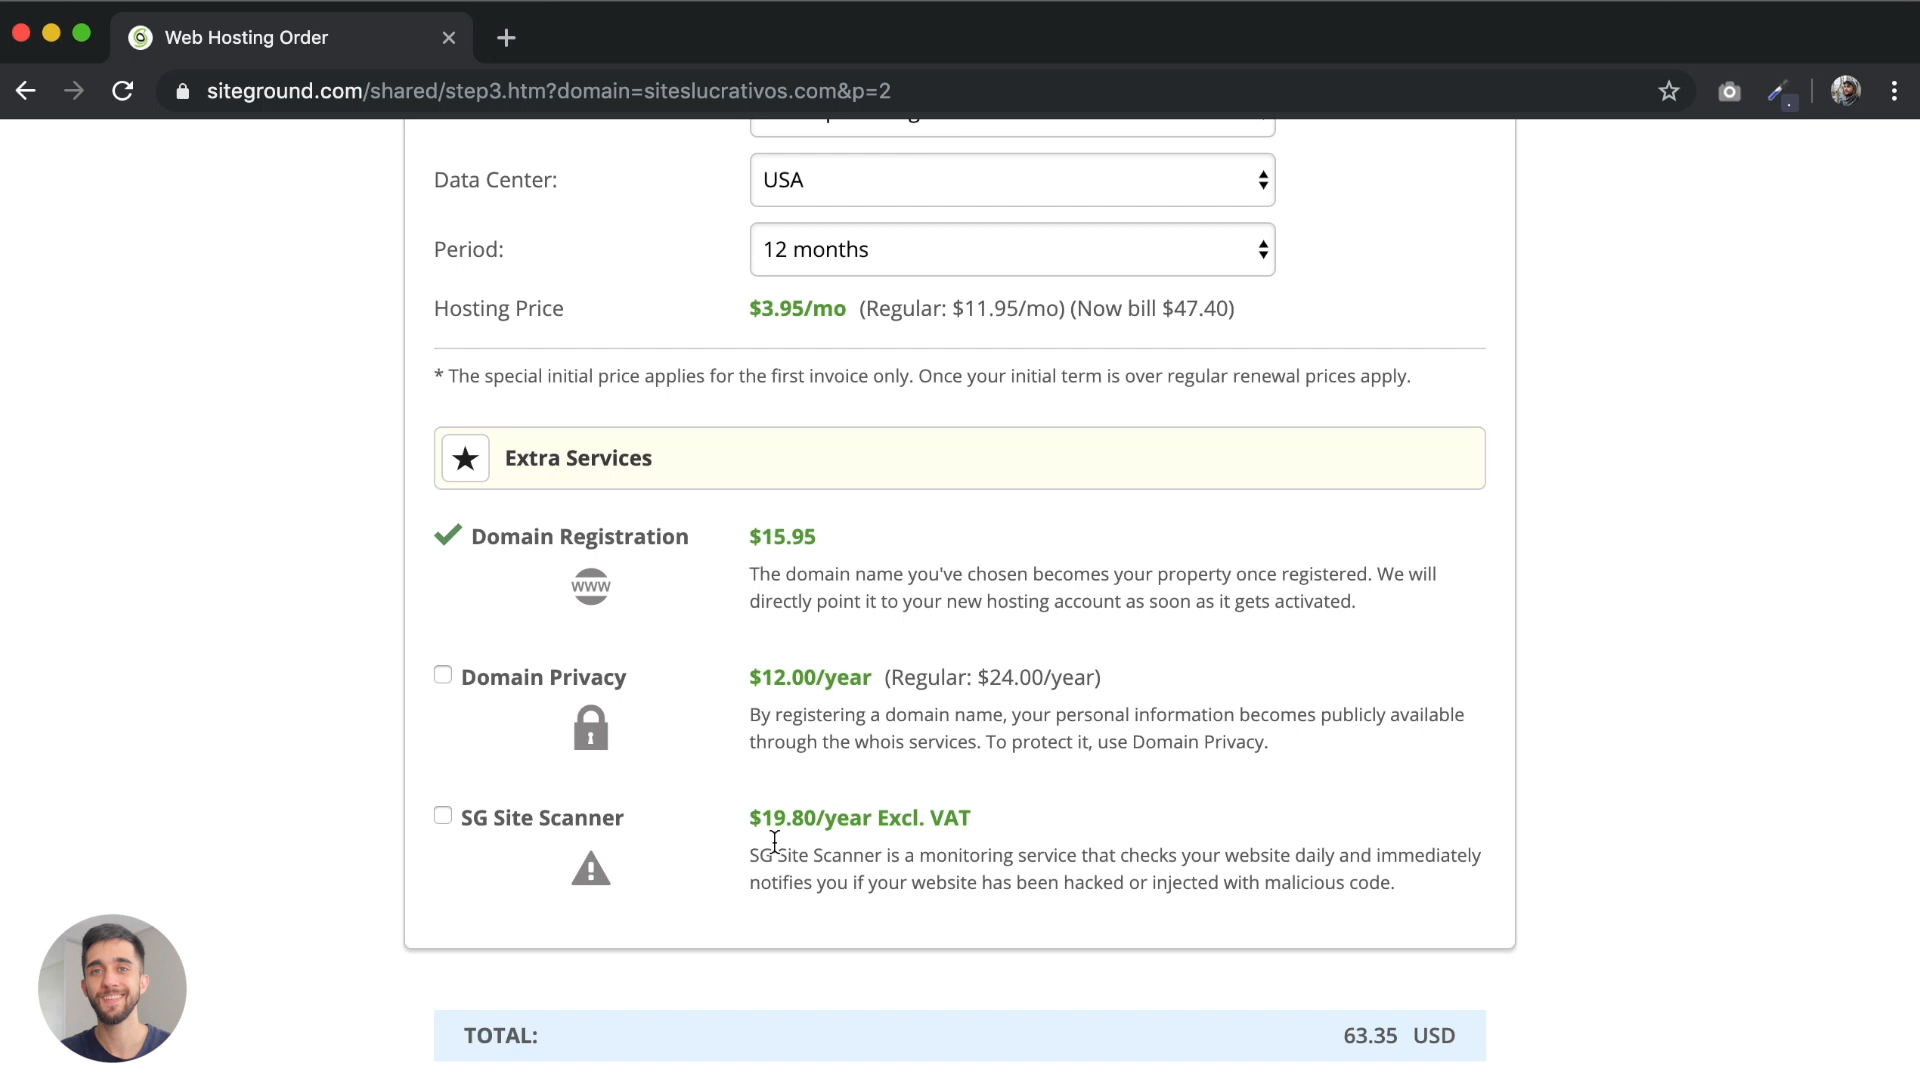 Web Hosting Order
siteground.com/shared/step3.htm?domain=siteslucrativos.com&p=2
Data Center: USA
Period: 12 months
Hosting Price $3.95/mo (Regular: $11.95/mo) (Now bill $47.40)
* The special initial price applies for the first invoice only. Once your initial term is over regular renewal prices apply.
Extra Services
Domain Registration $15.95
WWW
The domain name you've chosen becomes your property once registered. We will
directly point it to your new hosting account as soon as it gets activated.
Domain Privacy $12.00/year (Regular: $24.00/year)
By registering a domain name, your personal information becomes publicly available
through the whois services. To protect it, use Domain Privacy.
SG Site Scanner $19.80/year Excl. VAT
SG Site Scanner is a monitoring service that checks your website daily and immediately
notifies you if your website has been hacked or injected with malicious code.
TOTAL: 63.35 USD